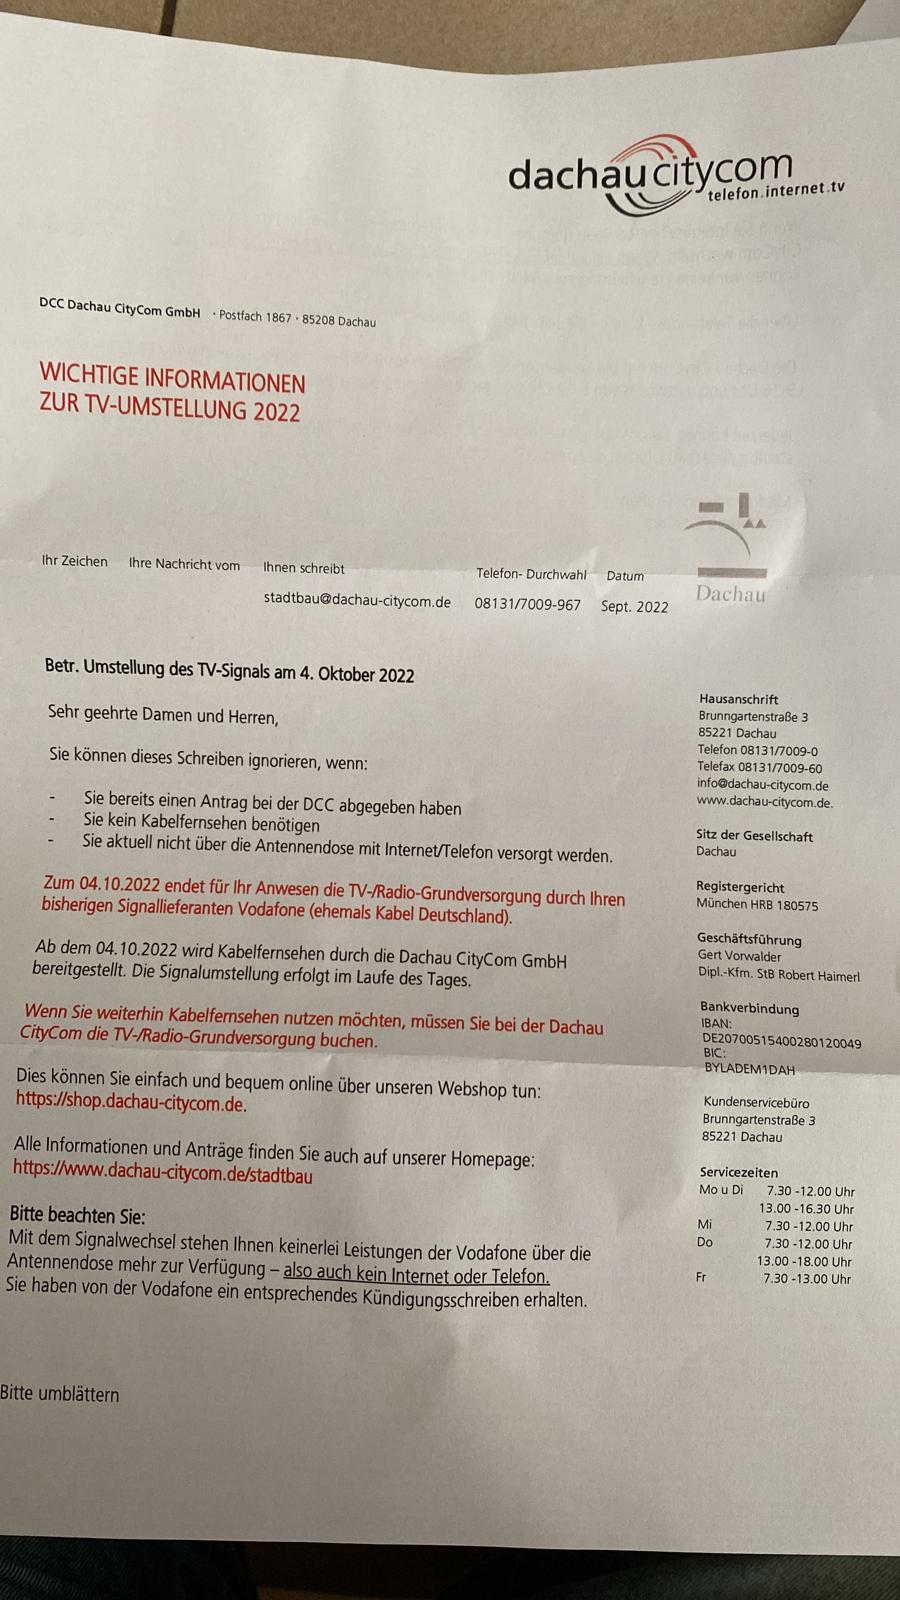 dachau citycom
telefon.internet.tv
DCC Dachau CityCom GmbH · Postfach 1867 · 85208 Dachau
WICHTIGE INFORMATIONEN
ZUR TV-UMSTELLUNG 2022
Dachau
Ihr Zeichen Ihre Nachricht vom Ihnen schreibt Telefon- Durchwahl Datum
stadtbau@dachau-citycom.de 08131/7009-967 Sept. 2022
Betr. Umstellung des TV-Signals am 4. Oktober 2022
Sehr geehrte Damen und Herren,
Sie können dieses Schreiben ignorieren, wenn:
- Sie bereits einen Antrag bei der DCC abgegeben haben
- Sie kein Kabelfernsehen benötigen
- Sie aktuell nicht über die Antennendose mit Internet/Telefon versorgt werden.
Zum 04.10.2022 endet für Ihr Anwesen die TV-/Radio-Grundversorgung durch Ihren
bisherigen Signallieferanten Vodafone (ehemals Kabel Deutschland).
Ab dem 04.10.2022 wird Kabelfernsehen durch die Dachau CityCom GmbH
bereitgestellt. Die Signalumstellung erfolgt im Laufe des Tages.
Wenn Sie weiterhin Kabelfernsehen nutzen möchten, müssen Sie bei der Dachau
CityCom die TV-/Radio-Grundversorgung buchen.
Dies können Sie einfach und bequem online über unseren Webshop tun:
https://shop.dachau-citycom.de.
Alle Informationen und Anträge finden Sie auch auf unserer Homepage:
https://www.dachau-citycom.de/stadtbau
Bitte beachten Sie:
Mit dem Signalwechsel stehen Ihnen keinerlei Leistungen der Vodafone über die
Antennendose mehr zur Verfügung – also auch kein Internet oder Telefon.
Sie haben von der Vodafone ein entsprechendes Kündigungsschreiben erhalten.
Bitte umblättern
Hausanschrift
Brunngartenstraße 3
85221 Dachau
Telefon 08131/7009-0
Telefax 08131/7009-60
info@dachau-citycom.de
www.dachau-citycom.de.
Sitz der Gesellschaft
Dachau
Registergericht
München HRB 180575
Geschäftsführung
Gert Vorwalder
Dipl.-Kfm. StB Robert Haimerl
Bankverbindung
IBAN:
DE20700515400280120049
BIC:
BYLADEM1DAH
Kundenservicebüro
Brunngartenstraße 3
85221 Dachau
Servicezeiten
Mo u Di 7.30 -12.00 Uhr
13.00 -16.30 Uhr
Mi 7.30 -12.00 Uhr
Do 7.30 -12.00 Uhr
13.00 -18.00 Uhr
Fr 7.30 -13.00 Uhr